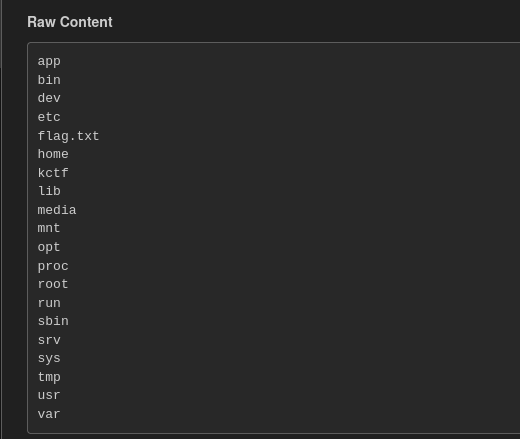 Raw Content
app
bin
dev
etc
flag.txt
home
kctf
lib
media
mnt
opt
proc
root
run
sbin
srv
sys
tmp
usr
var